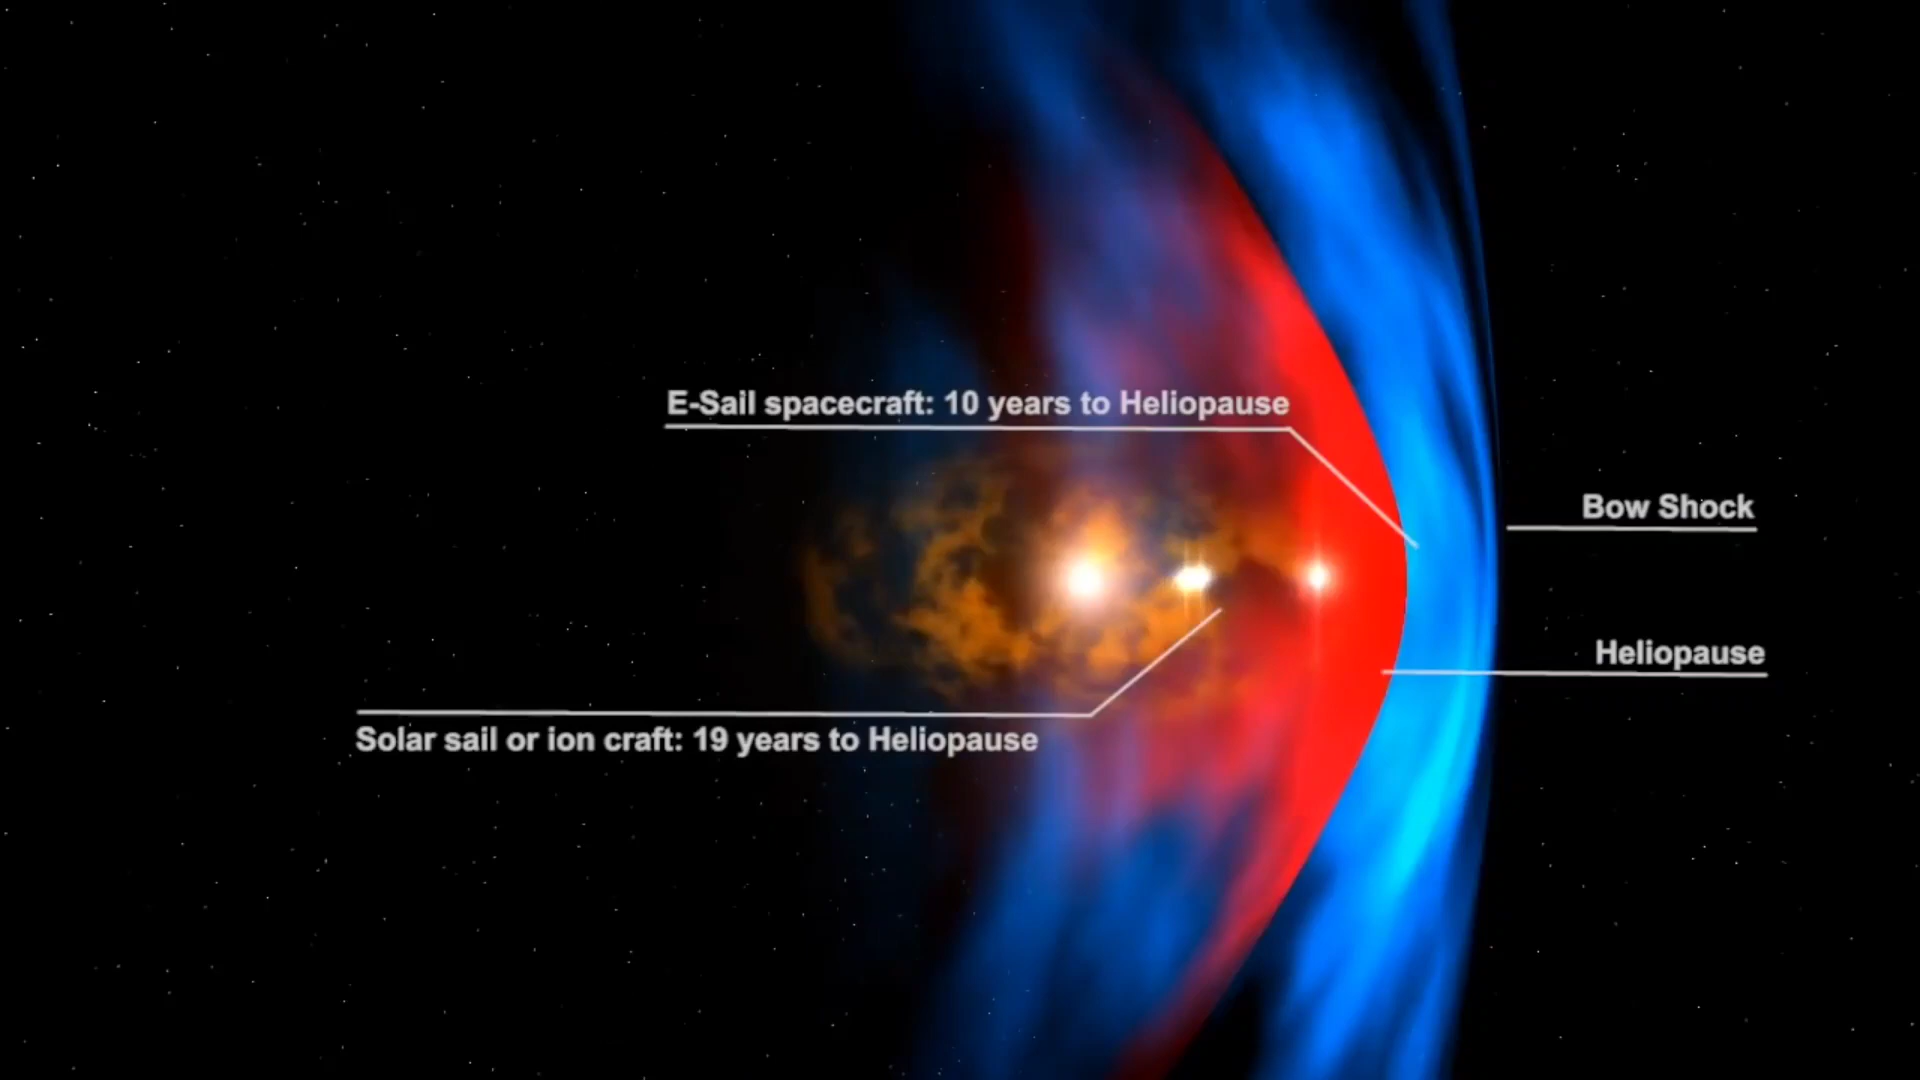 E-Sail spacecraft: 10 years to Heliopause
Bow Shock
Heliopause
Solar sail or ion craft: 19 years to Heliopause